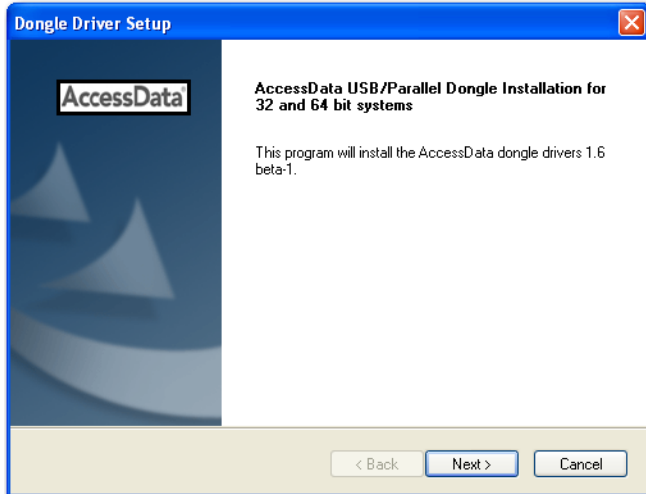 Dongle Driver Setup
AccessData
AccessData USB/Parallel Dongle Installation for
32 and 64 bit systems
This program will install the AccessData dongle drivers 1.6
beta-1.
< Back
Next >
Cancel